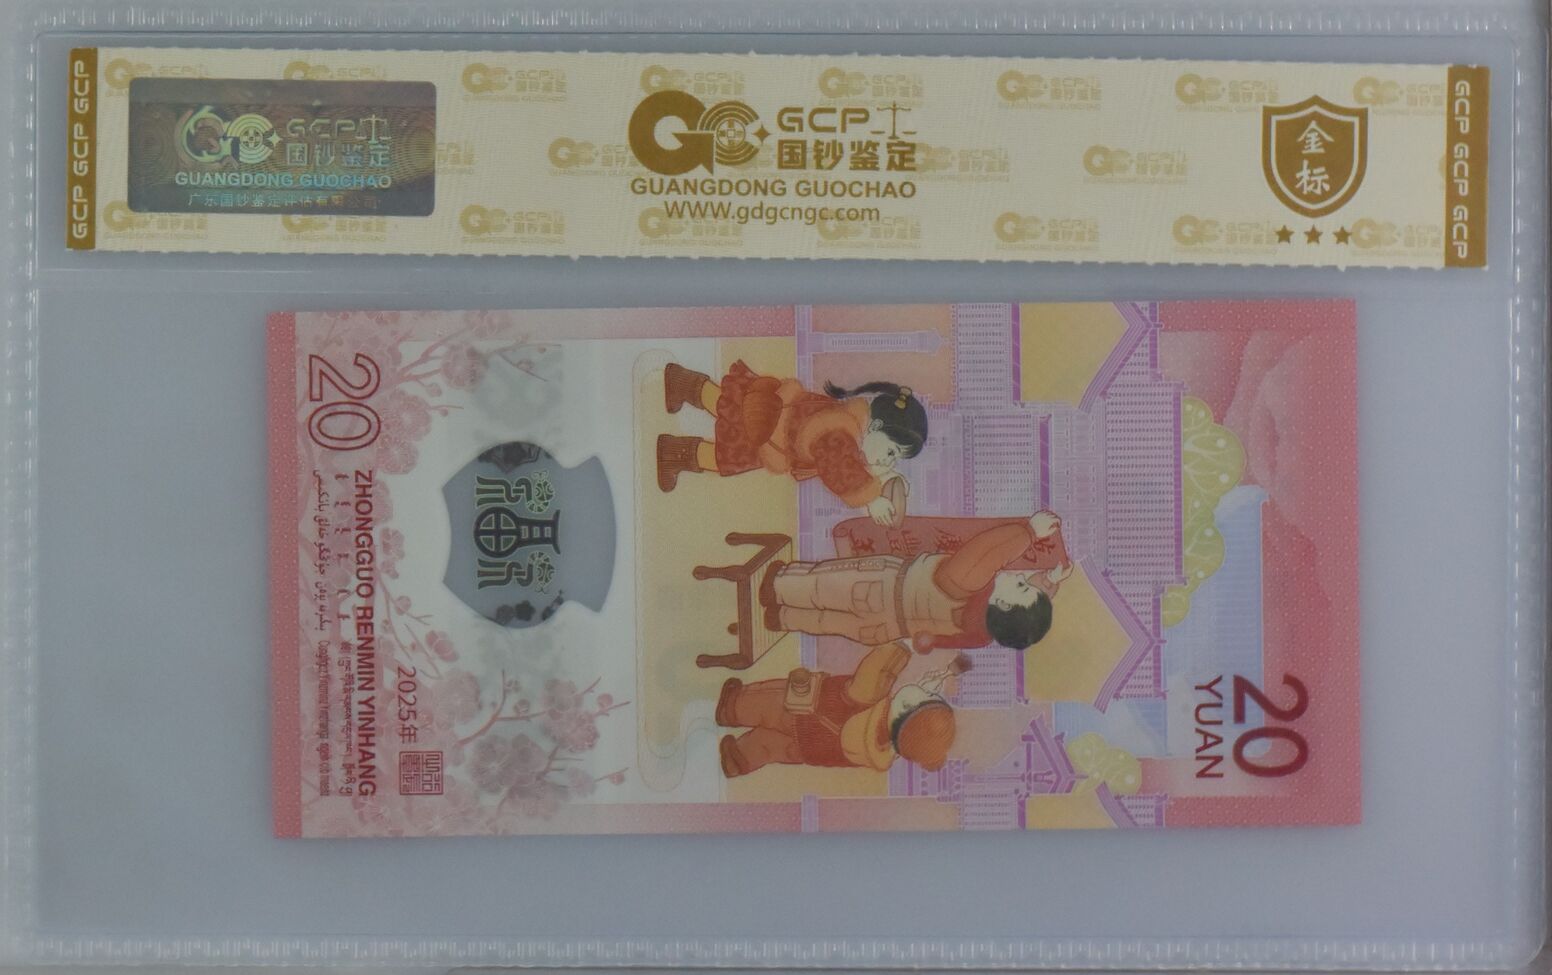 GCP 国钞鉴定
GUANGDONG GUOCHAO
广东国钞鉴定评估有限公司
GCP
国钞鉴定
GUANGDONG GUOCHAO
WWW.gdgcngc.com
金标
GCP GCP GCP
GCP GCP GCP
20
YUAN
20
ZHONGGUO RENMIN YINHANG
2025年